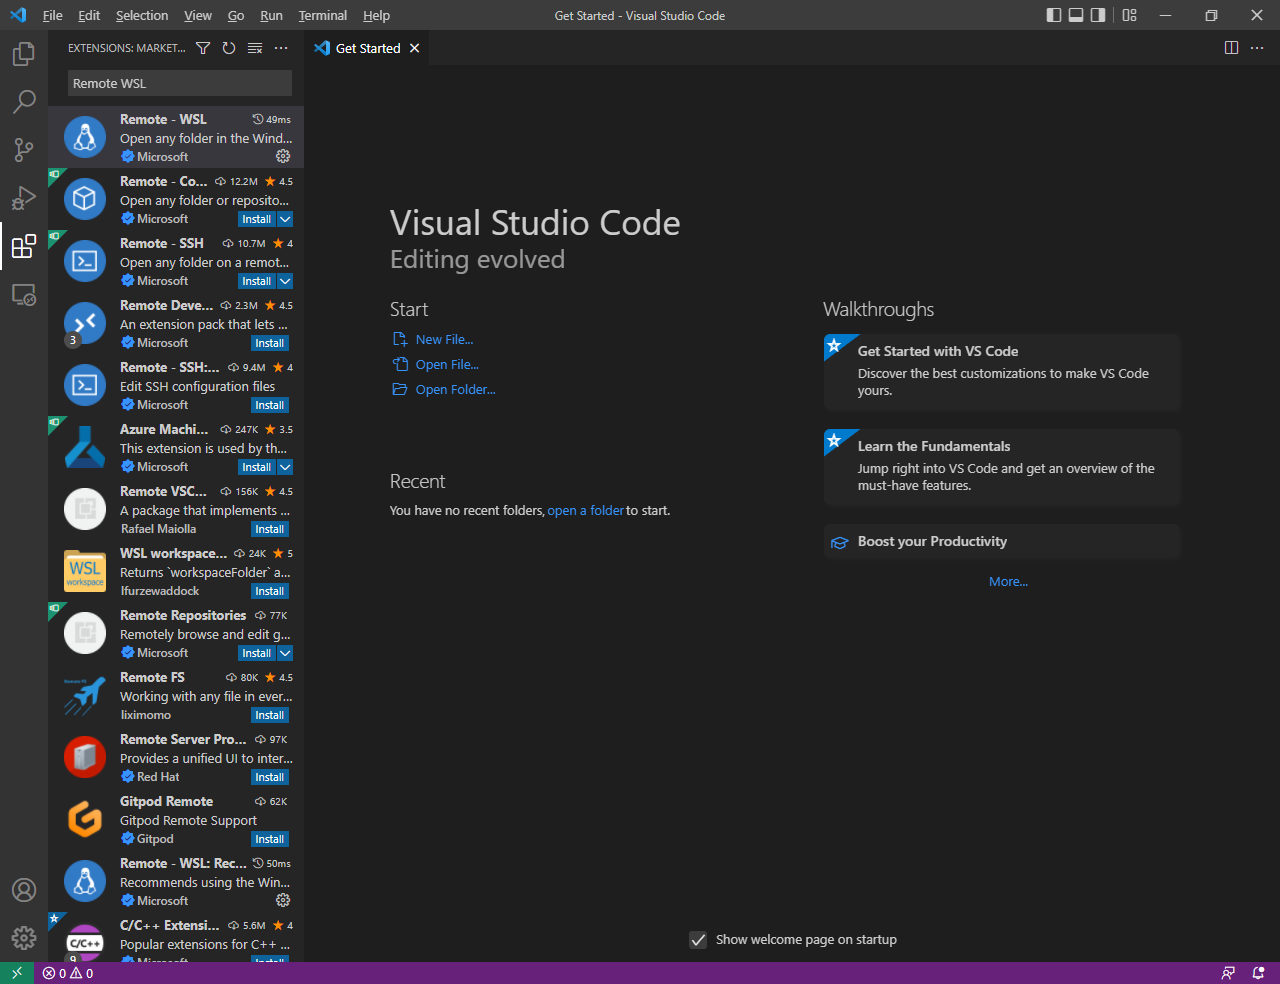 File Edit Selection View Go Run Terminal Help
Get Started - Visual Studio Code
EXTENSIONS: MARKET...
Get Started
Remote WSL
Remote - WSL 49ms
Open any folder in the Wind...
Microsoft
Remote - Co... 12.2M 4.5
Open any folder or reposito...
Microsoft Install
Remote - SSH 10.7M 4
Open any folder on a remot...
Microsoft Install
Remote Deve... 2.3M 4.5
An extension pack that lets ...
3
Microsoft Install
Remote - SSH:... 9.4M 4
Edit SSH configuration files
Microsoft Install
Azure Machi... 247K 3.5
This extension is used by th...
Microsoft Install
Remote VSC... 156K 4.5
A package that implements ...
Rafael Maiolla Install
WSL workspace... 24K 5
WSL
workspace
Returns `workspaceFolder` a...
lfurzewaddock Install
Remote Repositories 77K
Remotely browse and edit g...
Microsoft Install
Remote FS 80K 4.5
Remote FS
Working with any file in ever...
liximomo Install
Remote Server Pro... 97K
Provides a unified UI to inter...
Red Hat Install
Gitpod Remote 62K
Gitpod Remote Support
Gitpod Install
Remote - WSL: Rec... 50ms
Recommends using the Win...
Microsoft
C/C++ Extensi... 5.6M 4
C/C++
Popular extensions for C++ ...
9
Microsoft Install
Visual Studio Code
Editing evolved
Start
New File...
Open File...
Open Folder...
Recent
You have no recent folders, open a folder to start.
Walkthroughs
Get Started with VS Code
Discover the best customizations to make VS Code
yours.
Learn the Fundamentals
Jump right into VS Code and get an overview of the
must-have features.
Boost your Productivity
More...
Show welcome page on startup
0 0